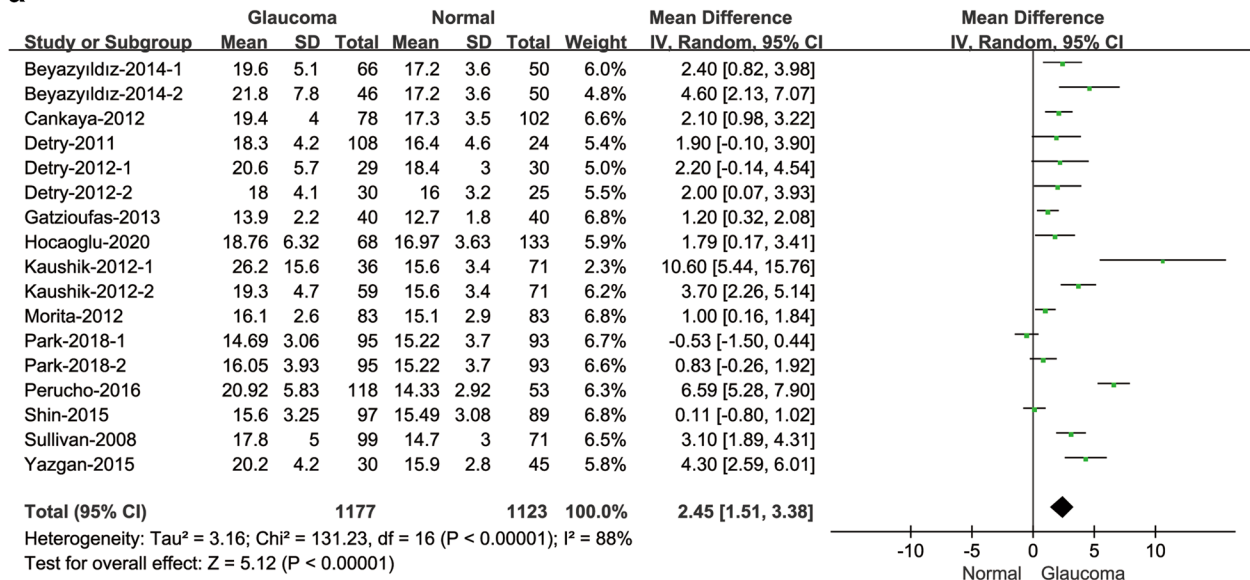 Glaucoma Normal Mean Difference Mean Difference
Study or Subgroup Mean SD Total Mean SD Total Weight IV, Random, 95% CI IV, Random, 95% CI
Beyazyıldız-2014-1 19.6 5.1 66 17.2 3.6 50 6.0% 2.40 [0.82, 3.98]
Beyazyıldız-2014-2 21.8 7.8 46 17.2 3.6 50 4.8% 4.60 [2.13, 7.07]
Cankaya-2012 19.4 4 78 17.3 3.5 102 6.6% 2.10 [0.98, 3.22]
Detry-2011 18.3 4.2 108 16.4 4.6 24 5.4% 1.90 [-0.10, 3.90]
Detry-2012-1 20.6 5.7 29 18.4 3 30 5.0% 2.20 [-0.14, 4.54]
Detry-2012-2 18 4.1 30 16 3.2 25 5.5% 2.00 [0.07, 3.93]
Gatzioufas-2013 13.9 2.2 40 12.7 1.8 40 6.8% 1.20 [0.32, 2.08]
Hocaoglu-2020 18.76 6.32 68 16.97 3.63 133 5.9% 1.79 [0.17, 3.41]
Kaushik-2012-1 26.2 15.6 36 15.6 3.4 71 2.3% 10.60 [5.44, 15.76]
Kaushik-2012-2 19.3 4.7 59 15.6 3.4 71 6.2% 3.70 [2.26, 5.14]
Morita-2012 16.1 2.6 83 15.1 2.9 83 6.8% 1.00 [0.16, 1.84]
Park-2018-1 14.69 3.06 95 15.22 3.7 93 6.7% -0.53 [-1.50, 0.44]
Park-2018-2 16.05 3.93 95 15.22 3.7 93 6.6% 0.83 [-0.26, 1.92]
Perucho-2016 20.92 5.83 118 14.33 2.92 53 6.3% 6.59 [5.28, 7.90]
Shin-2015 15.6 3.25 97 15.49 3.08 89 6.8% 0.11 [-0.80, 1.02]
Sullivan-2008 17.8 5 99 14.7 3 71 6.5% 3.10 [1.89, 4.31]
Yazgan-2015 20.2 4.2 30 15.9 2.8 45 5.8% 4.30 [2.59, 6.01]
Total (95% CI) 1177 1123 100.0% 2.45 [1.51, 3.38]
Heterogeneity: Tau² = 3.16; Chi² = 131.23, df = 16 (P < 0.00001); I² = 88%
Test for overall effect: Z = 5.12 (P < 0.00001)
-10 -5 0 5 10
Normal Glaucoma